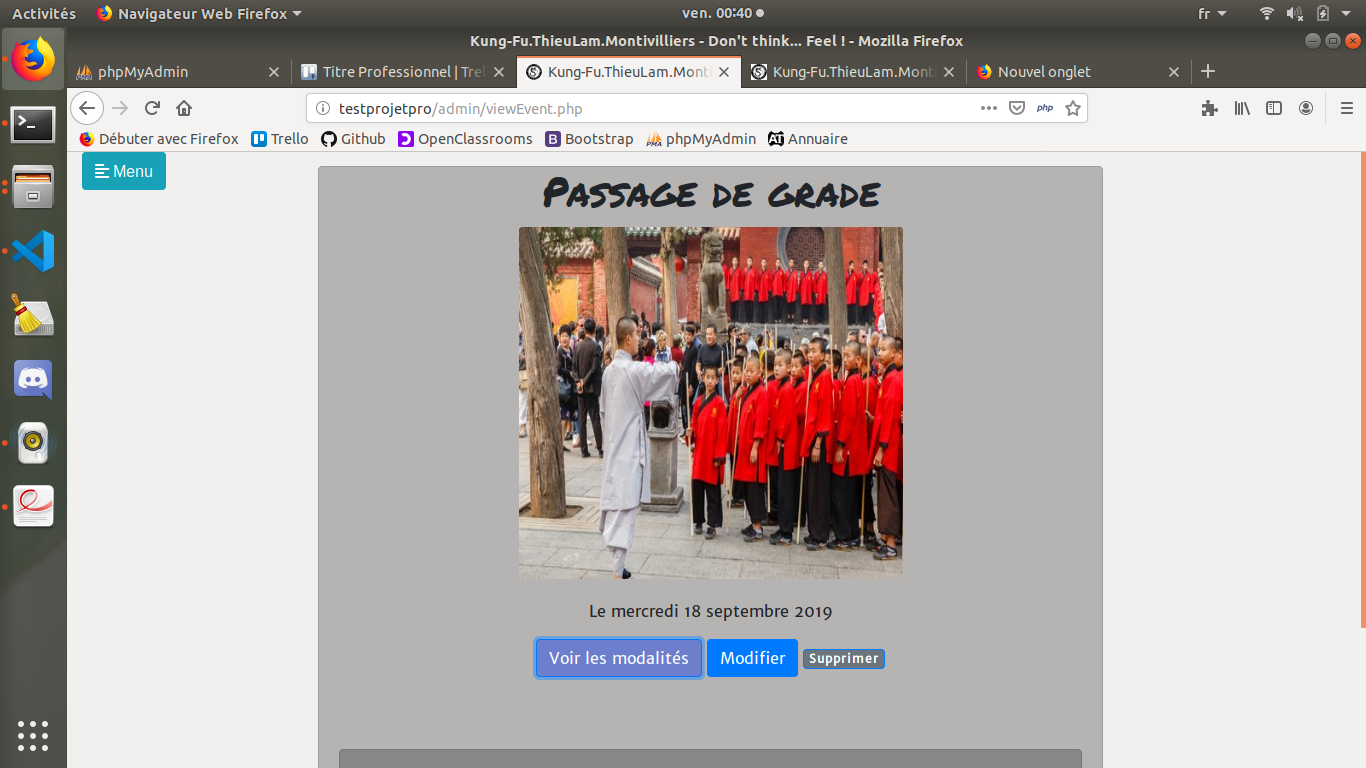 Activités Navigateur Web Firefox ven. 00:40 fr
Kung-Fu.ThieuLam.Montivilliers - Don't think... Feel ! - Mozilla Firefox
phpMyAdmin Titre Professionnel | Trel Kung-Fu.ThieuLam.Monti Kung-Fu.ThieuLam.Monti Nouvel onglet
testprojetpro/admin/viewEvent.php php
Débuter avec Firefox Trello Github OpenClassrooms Bootstrap phpMyAdmin Annuaire
Menu
Passage de grade
Le mercredi 18 septembre 2019
Voir les modalités Modifier Supprimer